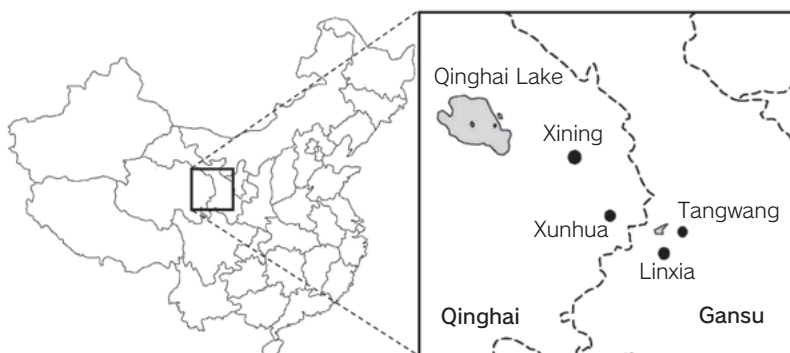 Qinghai Lake
Xining
Xunhua
Tangwang
Linxia
Qinghai
Gansu